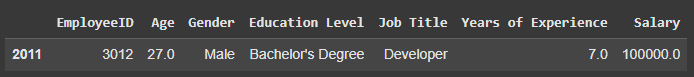 EmployeeID Age Gender Education Level Job Title Years of Experience Salary
2011 3012 27.0 Male Bachelor's Degree Developer 7.0 100000.0